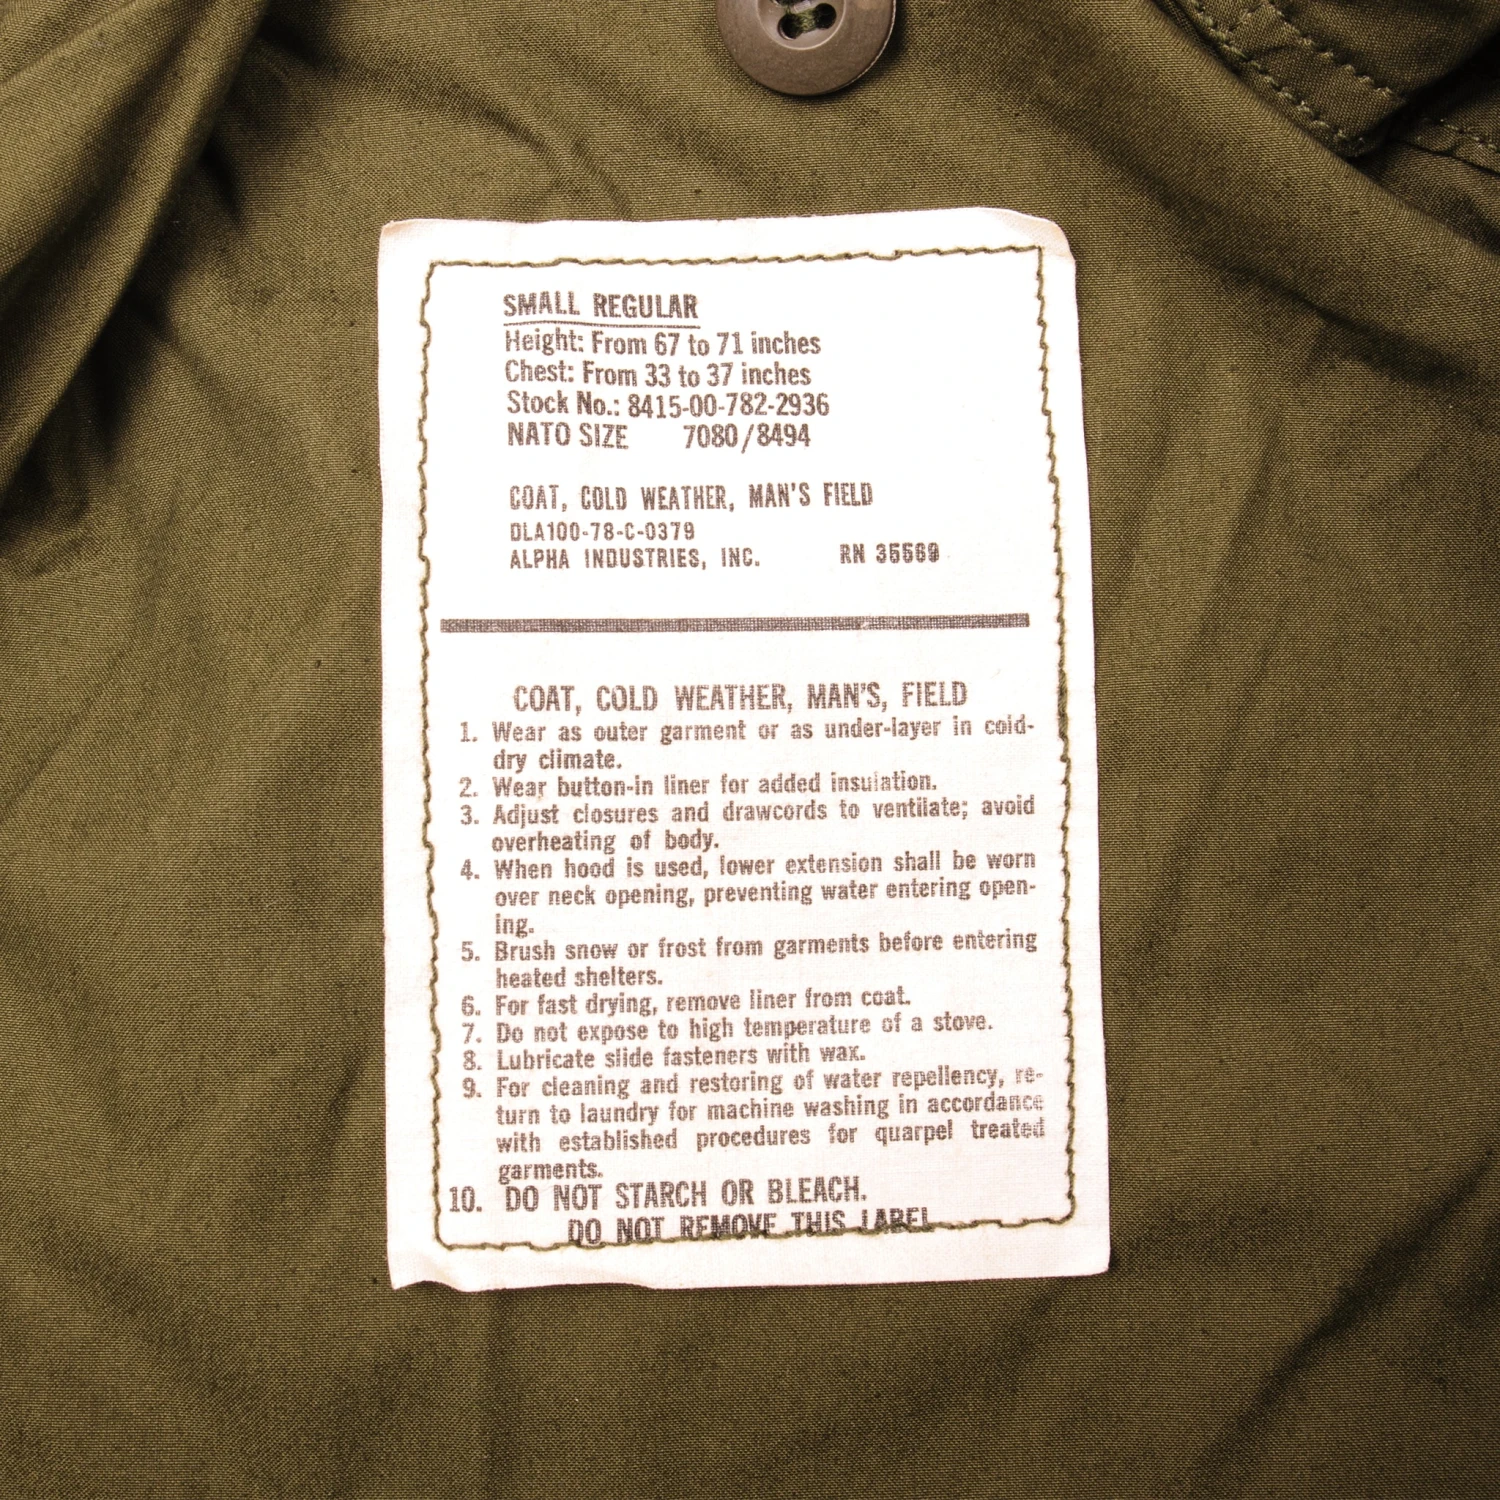 SMALL REGULAR
Height: From 67 to 71 inches
Chest: From 33 to 37 inches
Stock No.: 8415-00-782-2936
NATO SIZE 7080/8494
COAT, COLD WEATHER, MAN'S FIELD
DLA100-78-C-0379
ALPHA INDUSTRIES, INC. RN 35569
COAT, COLD WEATHER, MAN'S, FIELD
1. Wear as outer garment or as under-layer in cold-
dry climate.
2. Wear button-in liner for added insulation.
3. Adjust closures and drawcords to ventilate; avoid
overheating of body.
4. When hood is used, lower extension shall be worn
over neck opening, preventing water entering open-
ing.
5. Brush snow or frost from garments before entering
heated shelters.
6. For fast drying, remove liner from coat.
7. Do not expose to high temperature of a stove.
8. Lubricate slide fasteners with wax.
9. For cleaning and restoring of water repellency, re-
turn to laundry for machine washing in accordance
with established procedures for quarpel treated
garments.
10. DO NOT STARCH OR BLEACH.
DO NOT REMOVE THIS LABEL